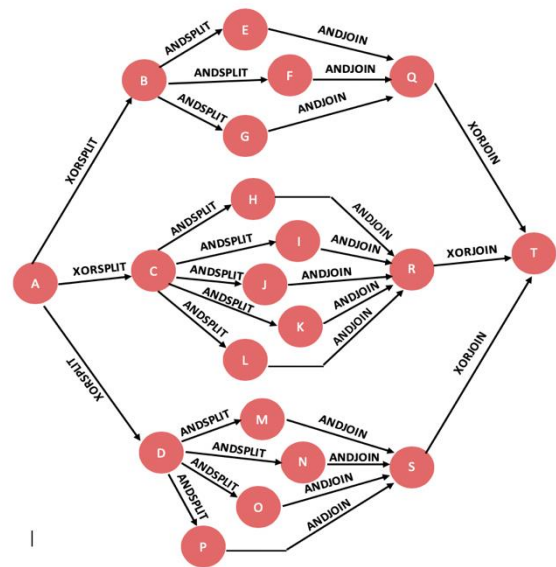 ANDSPLIT
E
ANDJOIN
B
ANDSPLIT
F
ANDJOIN
Q
ANDSPLIT
G
ANDJOIN
XORSPLIT
XORJOIN
ANDSPLIT
H
ANDJOIN
ANDSPLIT
I
ANDJOIN
A
XORSPLIT
C
ANDSPLIT
J
ANDJOIN
R
XORJOIN
T
ANDSPLIT
K
ANDJOIN
ANDSPLIT
L
ANDJOIN
XORSPLIT
XORJOIN
ANDSPLIT
M
ANDJOIN
D
ANDSPLIT
N
ANDJOIN
S
ANDSPLIT
O
ANDJOIN
ANDSPLIT
P
ANDJOIN